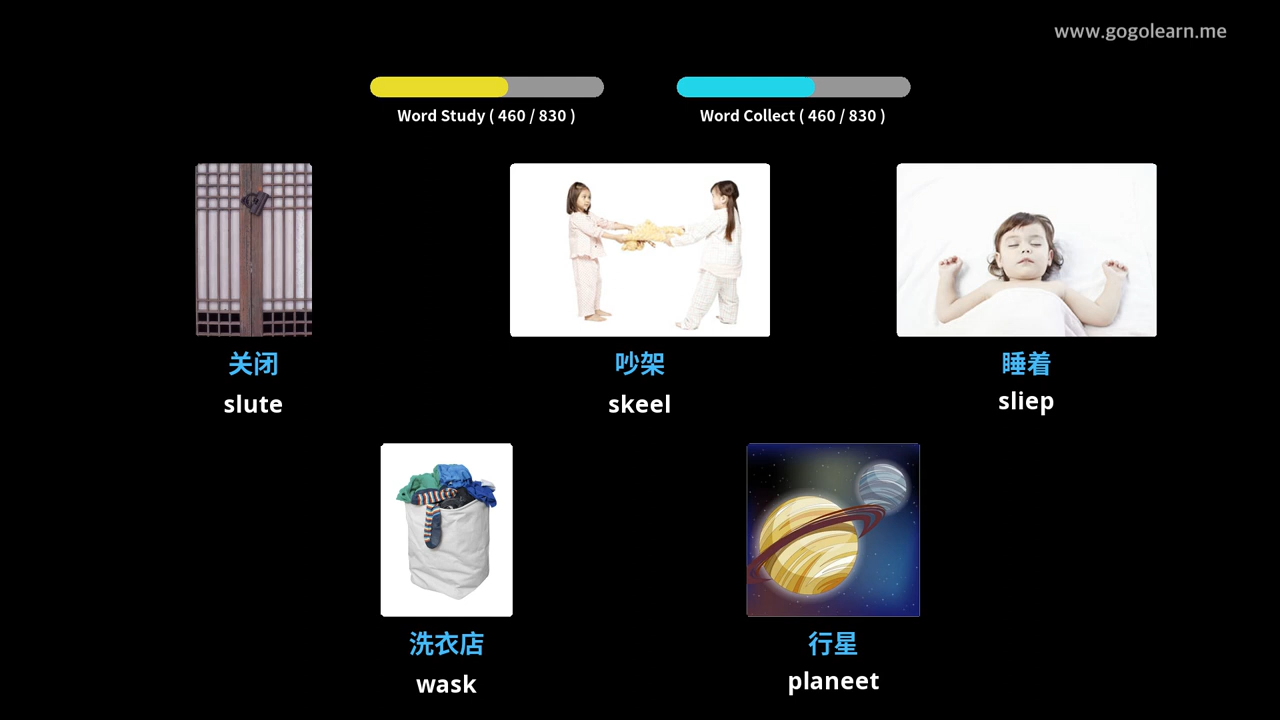 www.gogolearn.me
Word Study ( 460 / 830 )
Word Collect ( 460 / 830 )
关闭
slute
吵架
skeel
睡着
sliep
洗衣店
wask
行星
planeet